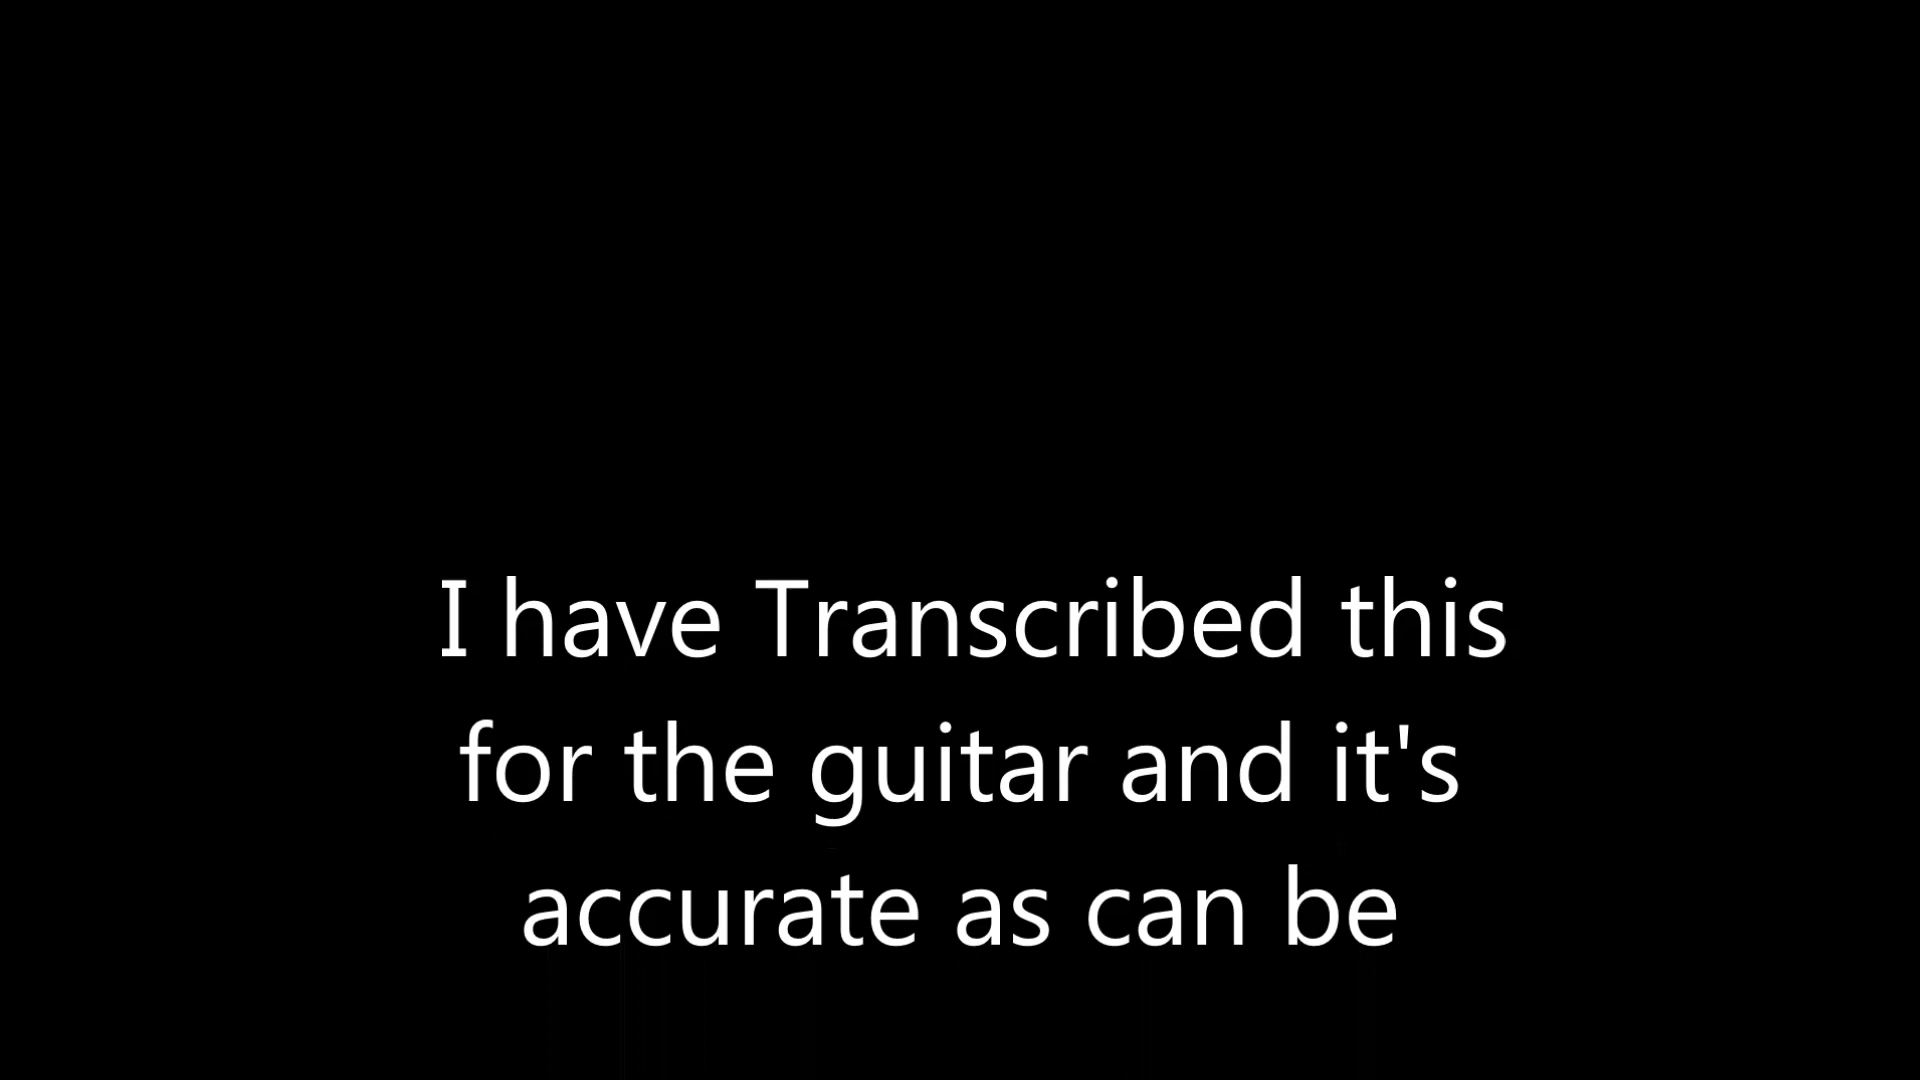 I have Transcribed this
for the guitar and it's
accurate as can be